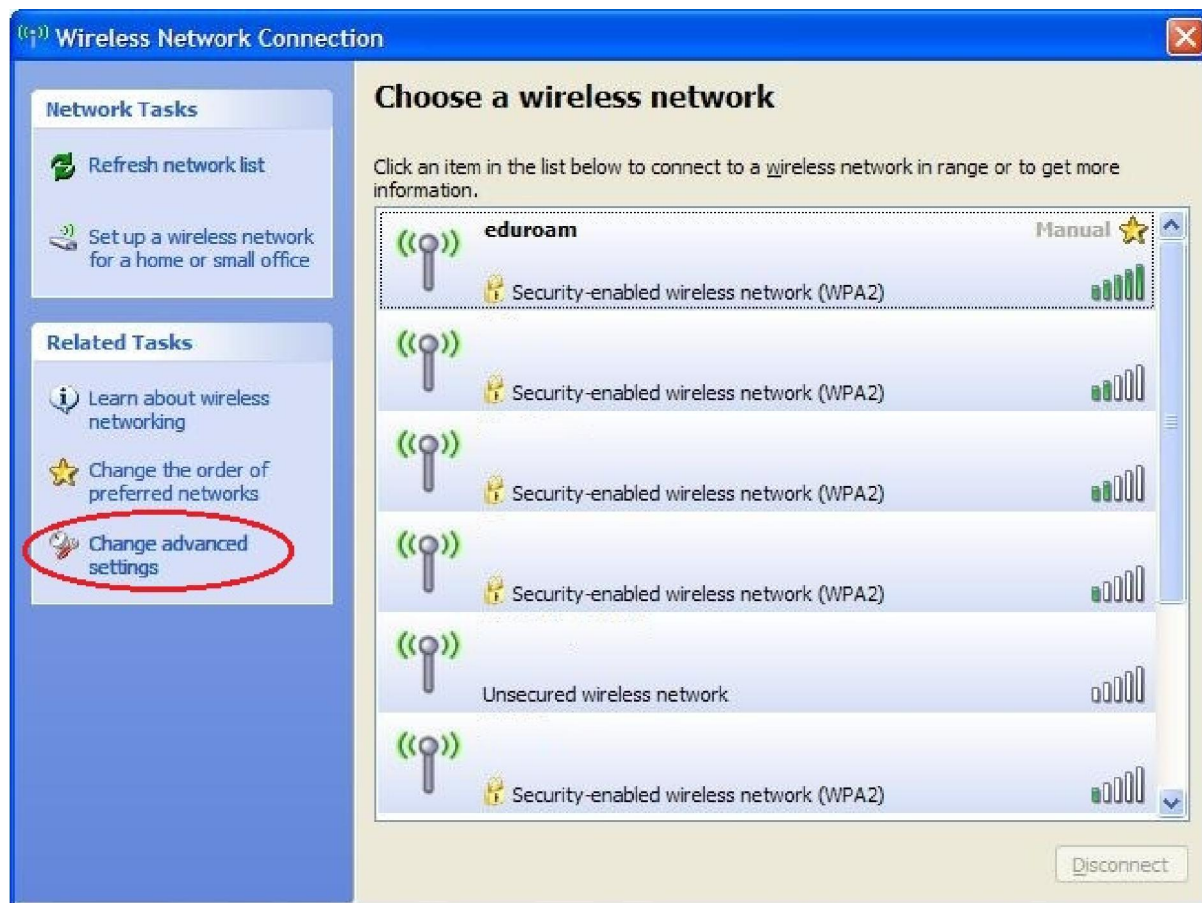 Wireless Network Connection
Network Tasks
Refresh network list
Set up a wireless network
for a home or small office
Related Tasks
Learn about wireless
networking
Change the order of
preferred networks
Change advanced
settings
Choose a wireless network
Click an item in the list below to connect to a wireless network in range or to get more
information.
eduroam
Manual
Security-enabled wireless network (WPA2)
Security-enabled wireless network (WPA2)
Security-enabled wireless network (WPA2)
Security-enabled wireless network (WPA2)
Unsecured wireless network
Security-enabled wireless network (WPA2)
Disconnect